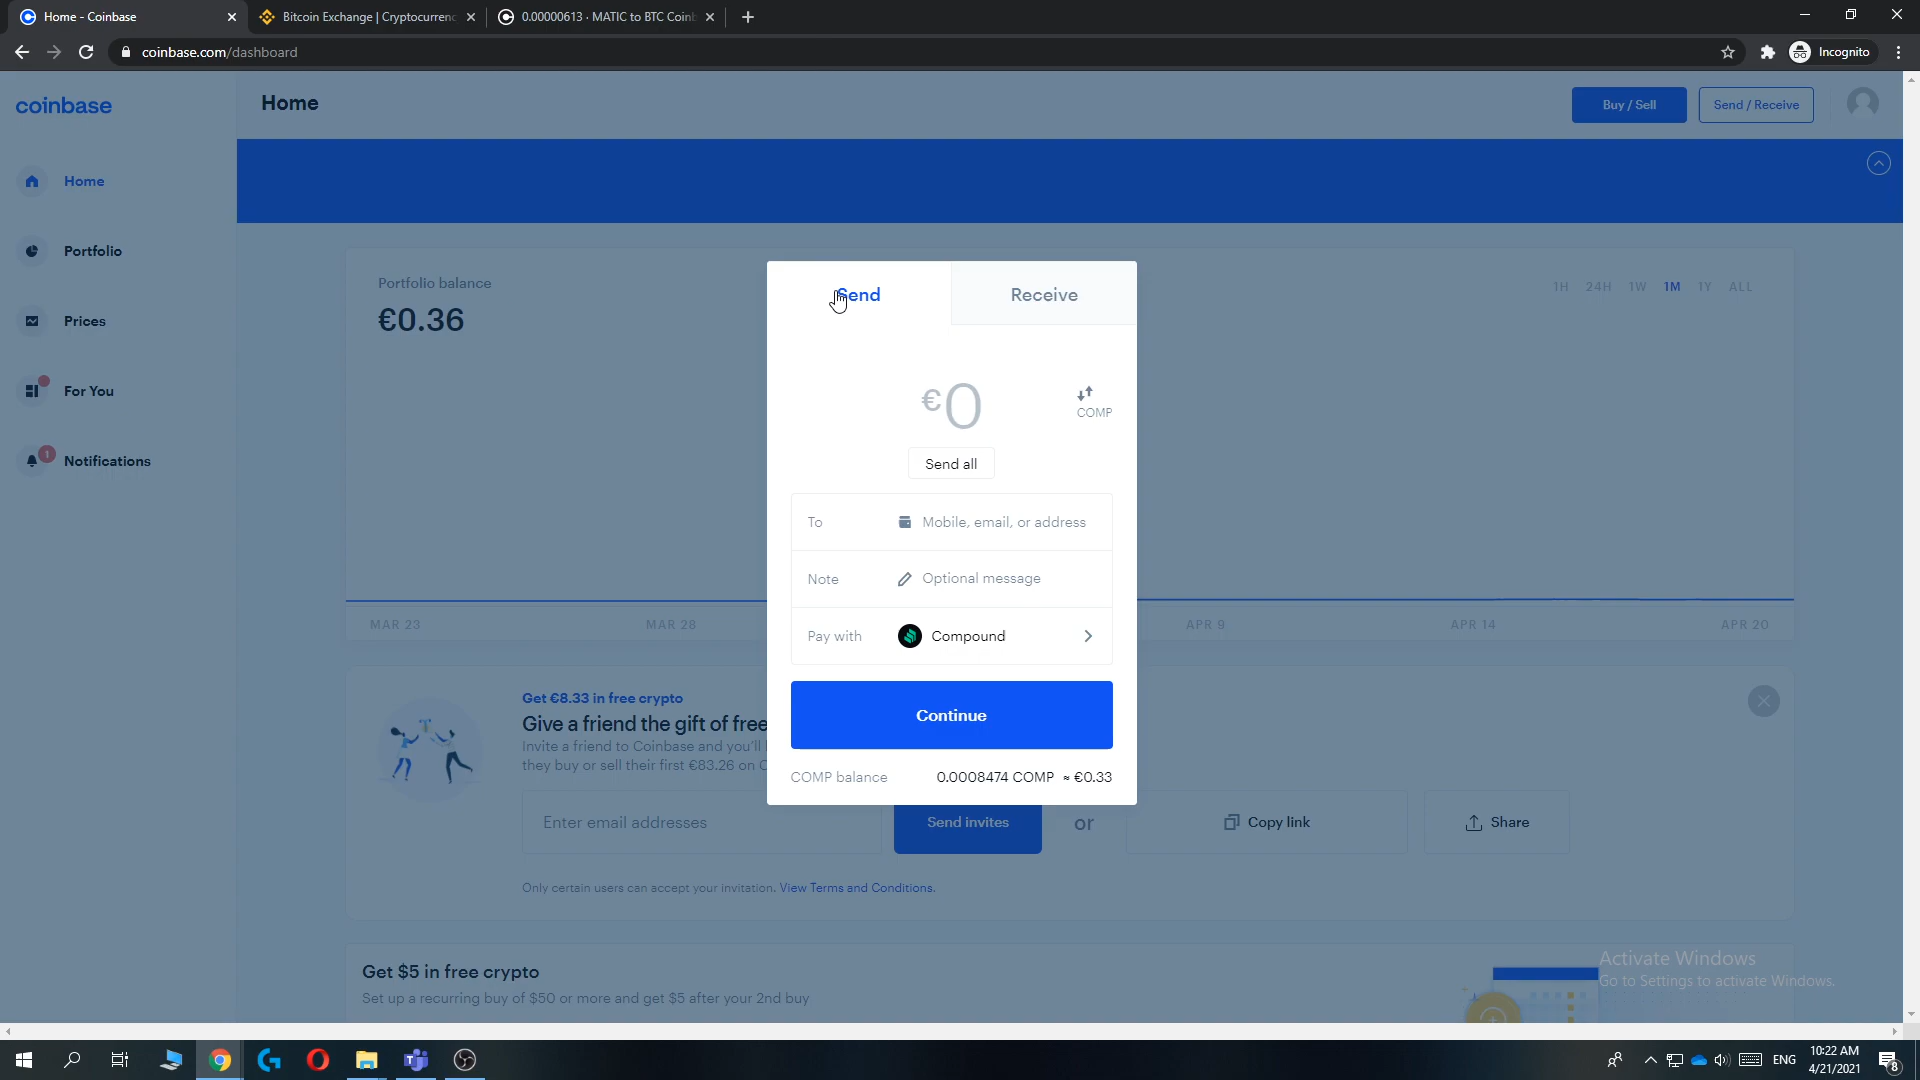 Home - Coinbase
Bitcoin Exchange | Cryptocurrenc
0.00000613 · MATIC to BTC Coinb
coinbase.com/dashboard
Incognito
coinbase
Home
Buy / Sell
Send / Receive
Home
Portfolio
Prices
For You
1
Notifications
Portfolio balance
€0.36
1H 24H 1W 1M 1Y ALL
MAR 23
MAR 28
APR 9
APR 14
APR 20
Send
Receive
€0
COMP
Send all
To
Mobile, email, or address
Note
Optional message
Pay with
Compound
Continue
COMP balance
0.0008474 COMP ≈ €0.33
Get €8.33 in free crypto
Give a friend the gift of free
Invite a friend to Coinbase and you'll
they buy or sell their first €83.26 on
Enter email addresses
Send invites
or
Copy link
Share
Only certain users can accept your invitation. View Terms and Conditions.
Get $5 in free crypto
Set up a recurring buy of $50 or more and get $5 after your 2nd buy
Activate Windows
Go to Settings to activate Windows.
ENG
10:22 AM
4/21/2021
8